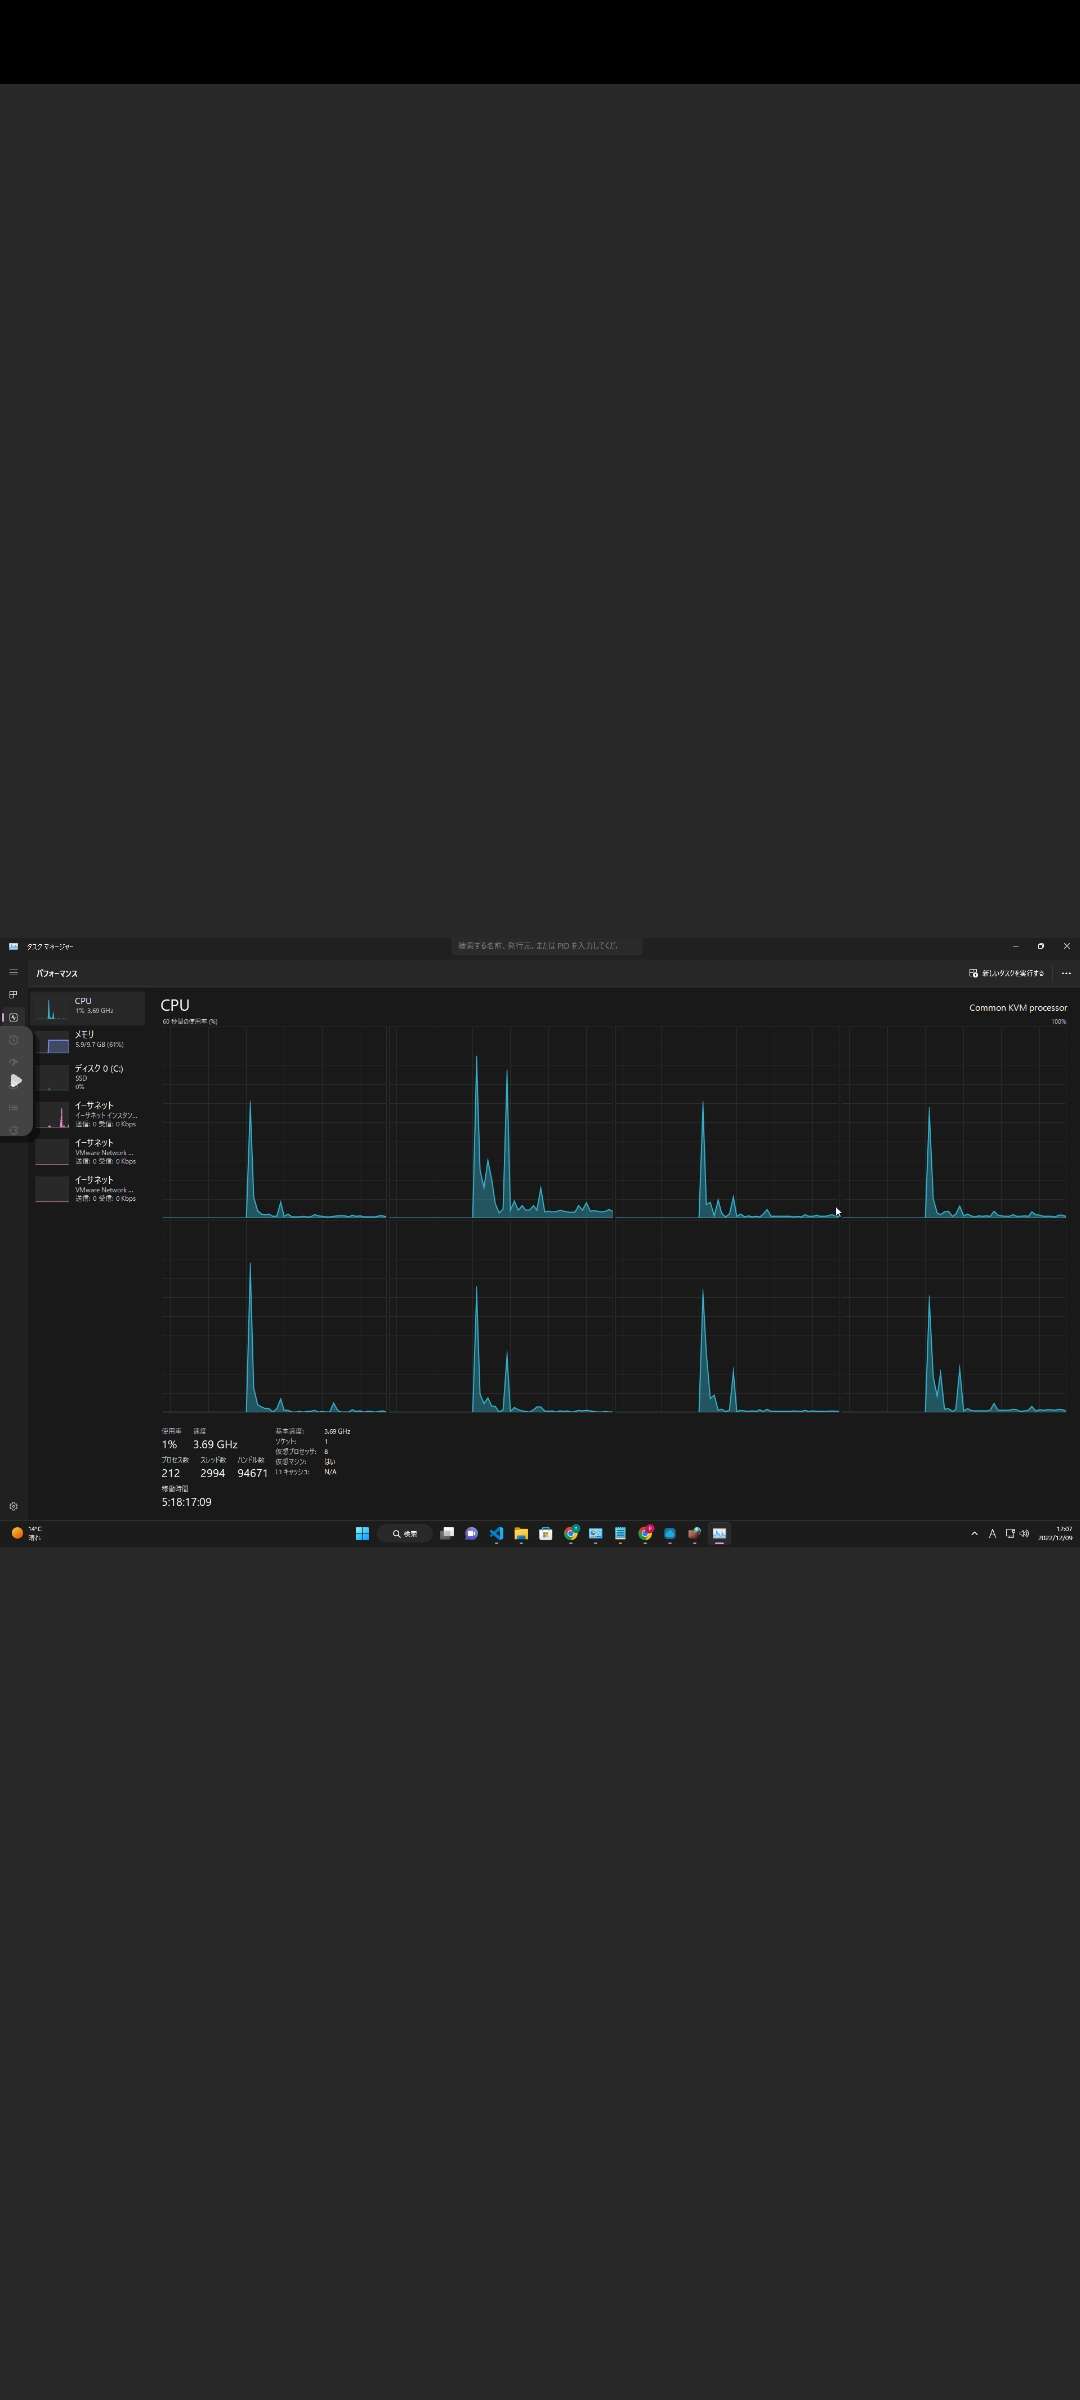 タスク マネージャー
検索する名前、発行元、または PID を入力してくだ...
パフォーマンス
新しいタスクを実行する
CPU
1% 3.69 GHz
メモリ
5.9/9.7 GB (61%)
ディスク 0 (C:)
SSD
0%
イーサネット
イーサネット インスタン...
送信: 0 受信: 0 Kbps
イーサネット
VMware Network ...
送信: 0 受信: 0 Kbps
イーサネット
VMware Network ...
送信: 0 受信: 0 Kbps
CPU
Common KVM processor
60 秒間の使用率 (%)
100%
使用率 速度
1% 3.69 GHz
プロセス数 スレッド数 ハンドル数
212 2994 94671
稼働時間
5:18:17:09
基本速度: 3.69 GHz
ソケット: 1
仮想プロセッサ: 8
仮想マシン: はい
L1 キャッシュ: N/A
14°C
晴れ
検索
A
17:07
2022/12/09